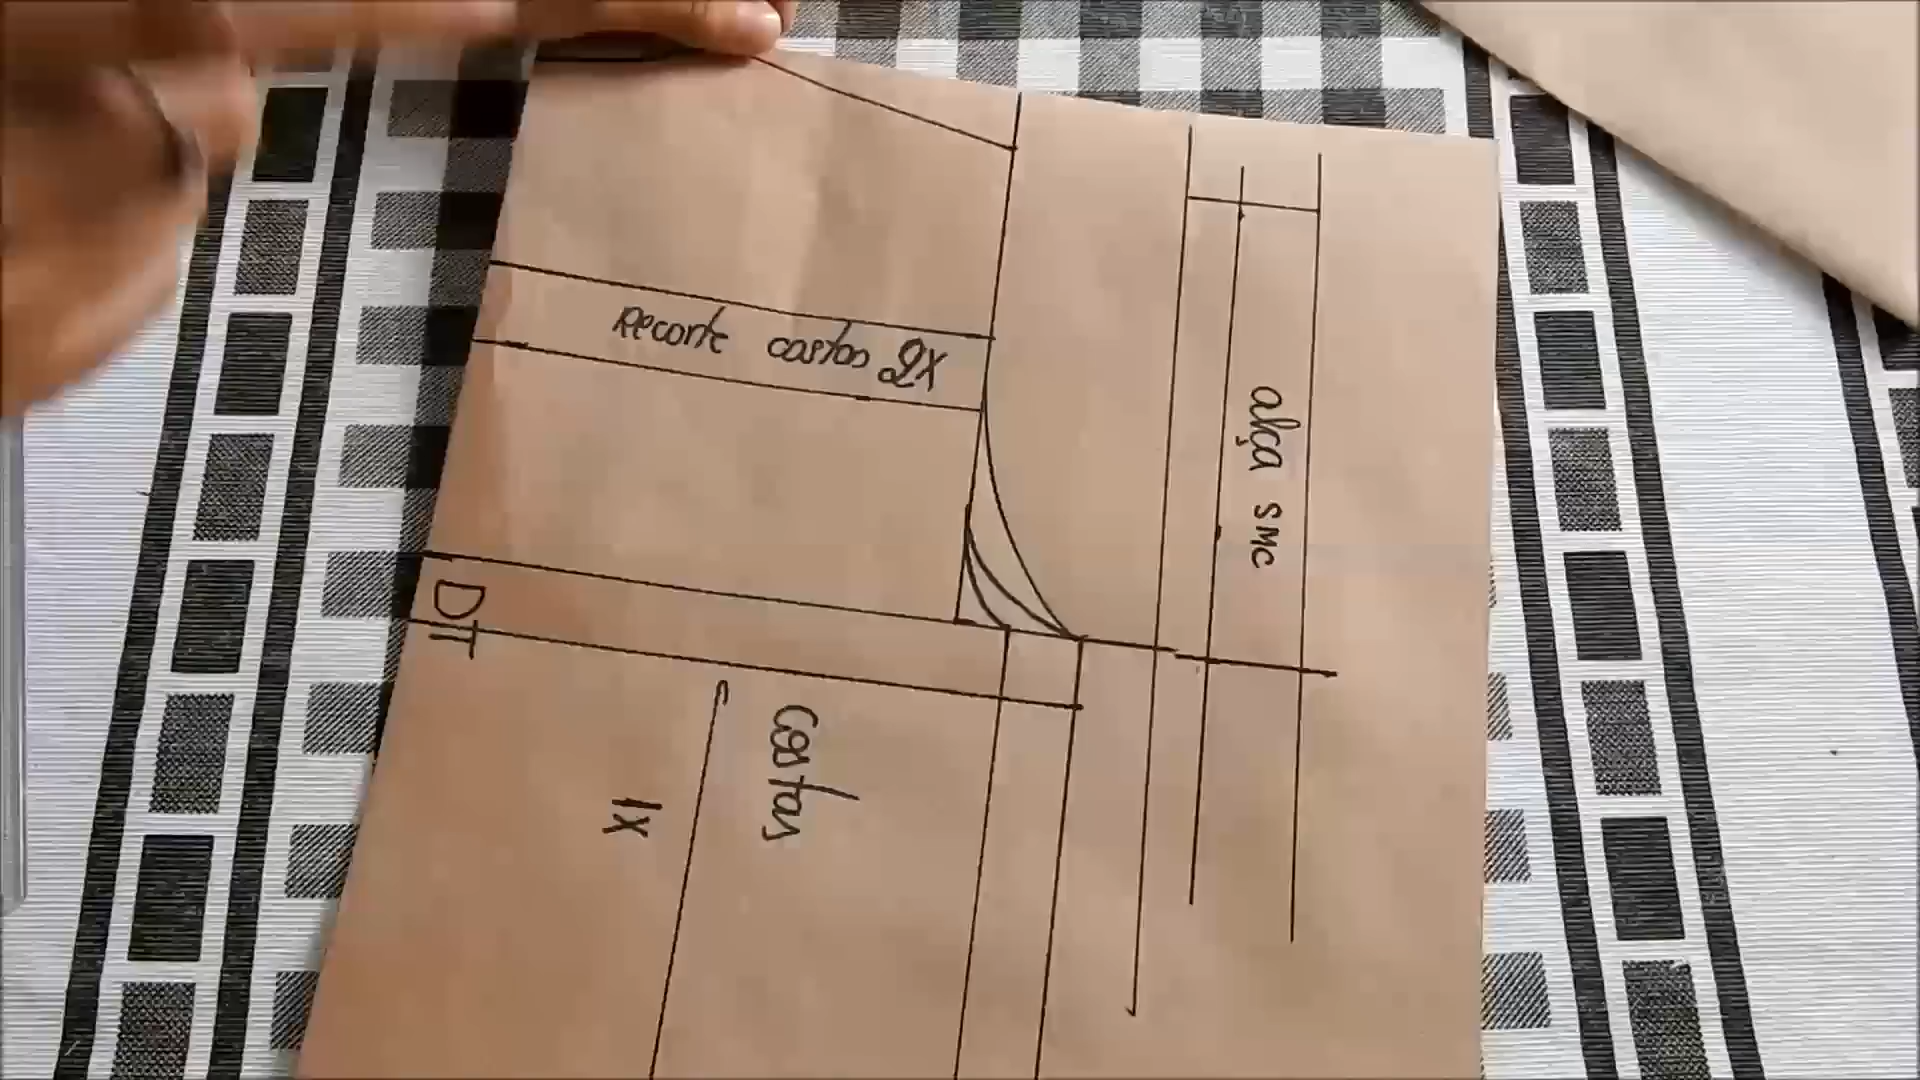 Recorte costas 2X
alça SMC
DT
Costas
1X